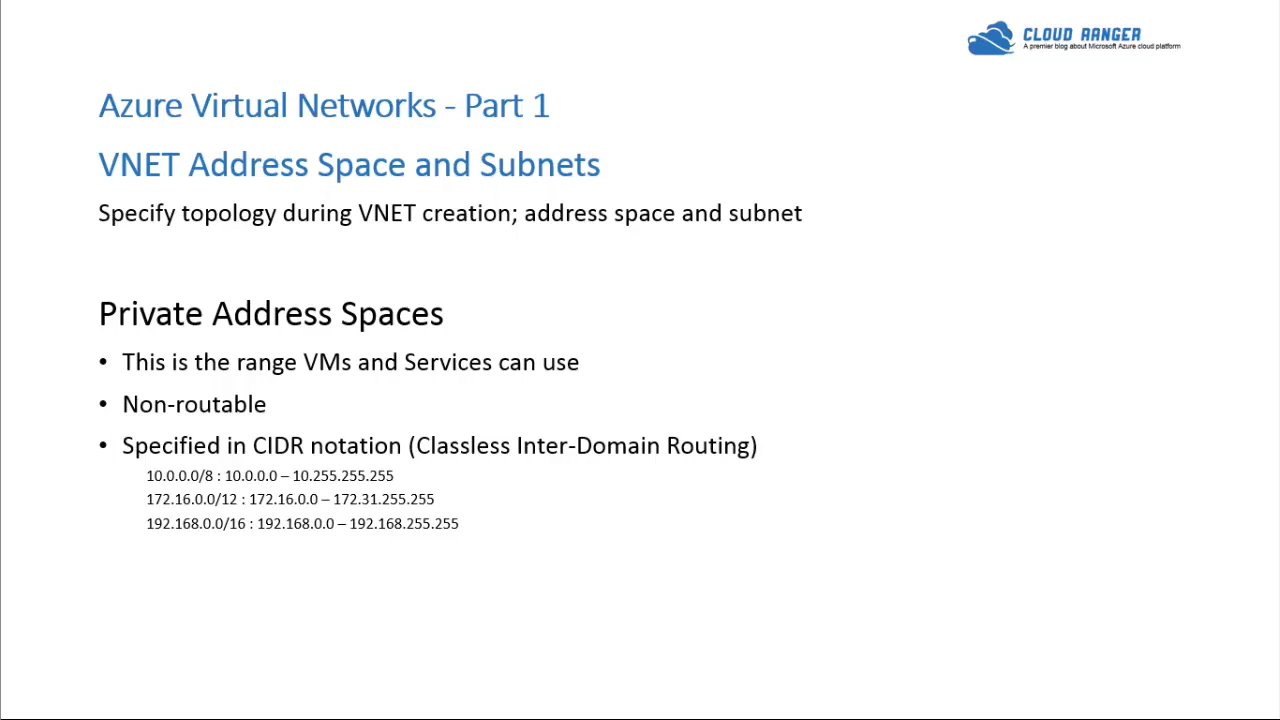 CLOUD RANGER
A premier blog about Microsoft Azure cloud platform
Azure Virtual Networks - Part 1
VNET Address Space and Subnets
Specify topology during VNET creation; address space and subnet
Private Address Spaces
• This is the range VMs and Services can use
• Non-routable
• Specified in CIDR notation (Classless Inter-Domain Routing)
10.0.0.0/8 : 10.0.0.0 – 10.255.255.255
172.16.0.0/12 : 172.16.0.0 – 172.31.255.255
192.168.0.0/16 : 192.168.0.0 – 192.168.255.255